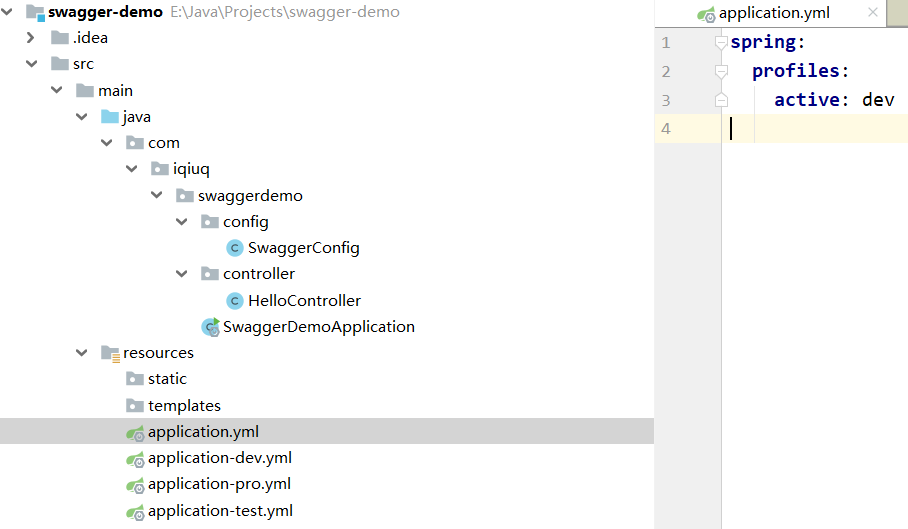 swagger-demo E:\Java\Projects\swagger-demo
.idea
src
main
java
com
iqiuq
swaggerdemo
config
SwaggerConfig
controller
HelloController
SwaggerDemoApplication
resources
static
templates
application.yml
application-dev.yml
application-pro.yml
application-test.yml
application.yml
1 spring:
2 profiles:
3 active: dev
4